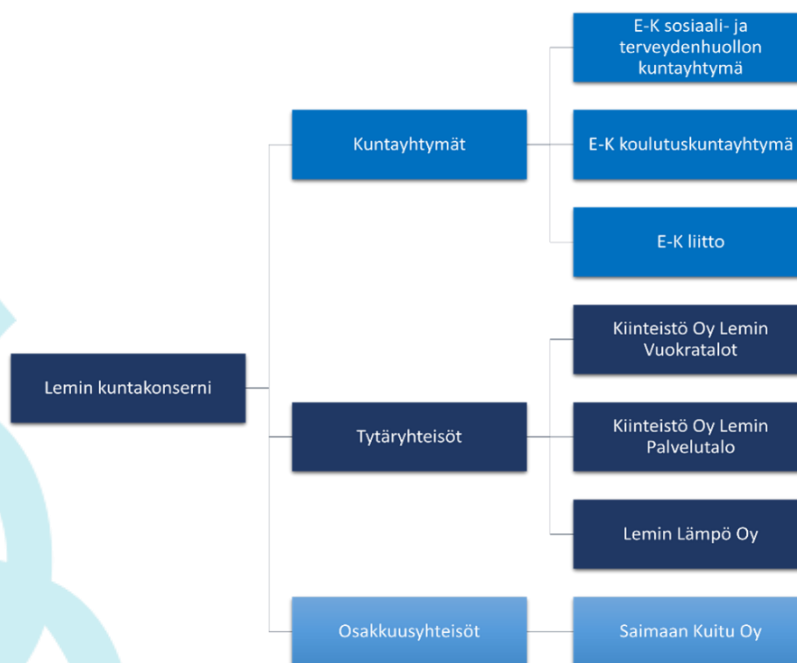 Lemin kuntakonserni
Kuntayhtymät
E-K sosiaali- ja
terveydenhuollon
kuntayhtymä
E-K koulutuskuntayhtymä
E-K liitto
Tytäryhteisöt
Kiinteistö Oy Lemin
Vuokratalot
Kiinteistö Oy Lemin
Palvelutalo
Lemin Lämpö Oy
Osakkuusyhteisöt
Saimaan Kuitu Oy